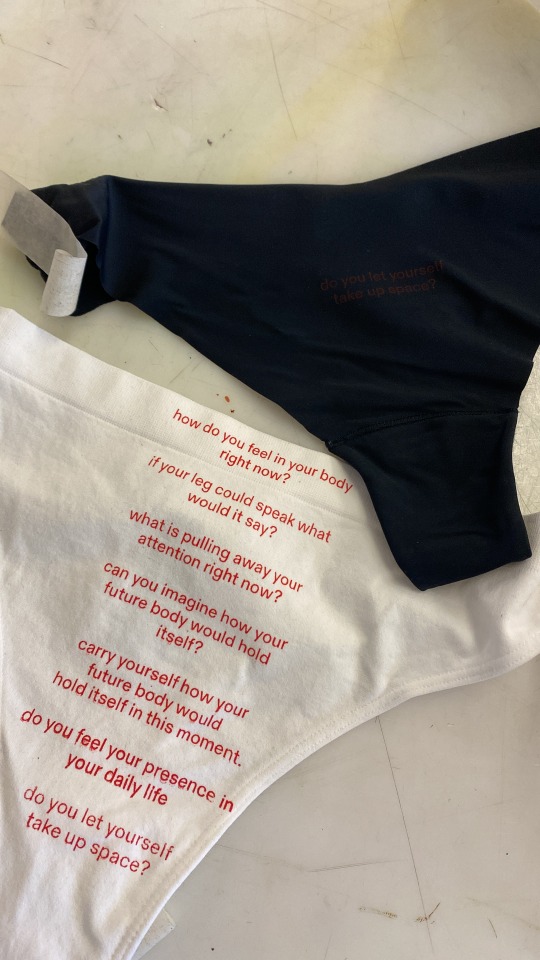 do you let yourself
take up space?
how do you feel in your body
right now?
if your leg could speak what
would it say?
what is pulling away your
attention right now?
can you imagine how your
future body would hold
itself?
carry yourself how your
future body would
hold itself in this moment.
do you feel your presence in
your daily life
do you let yourself
take up space?